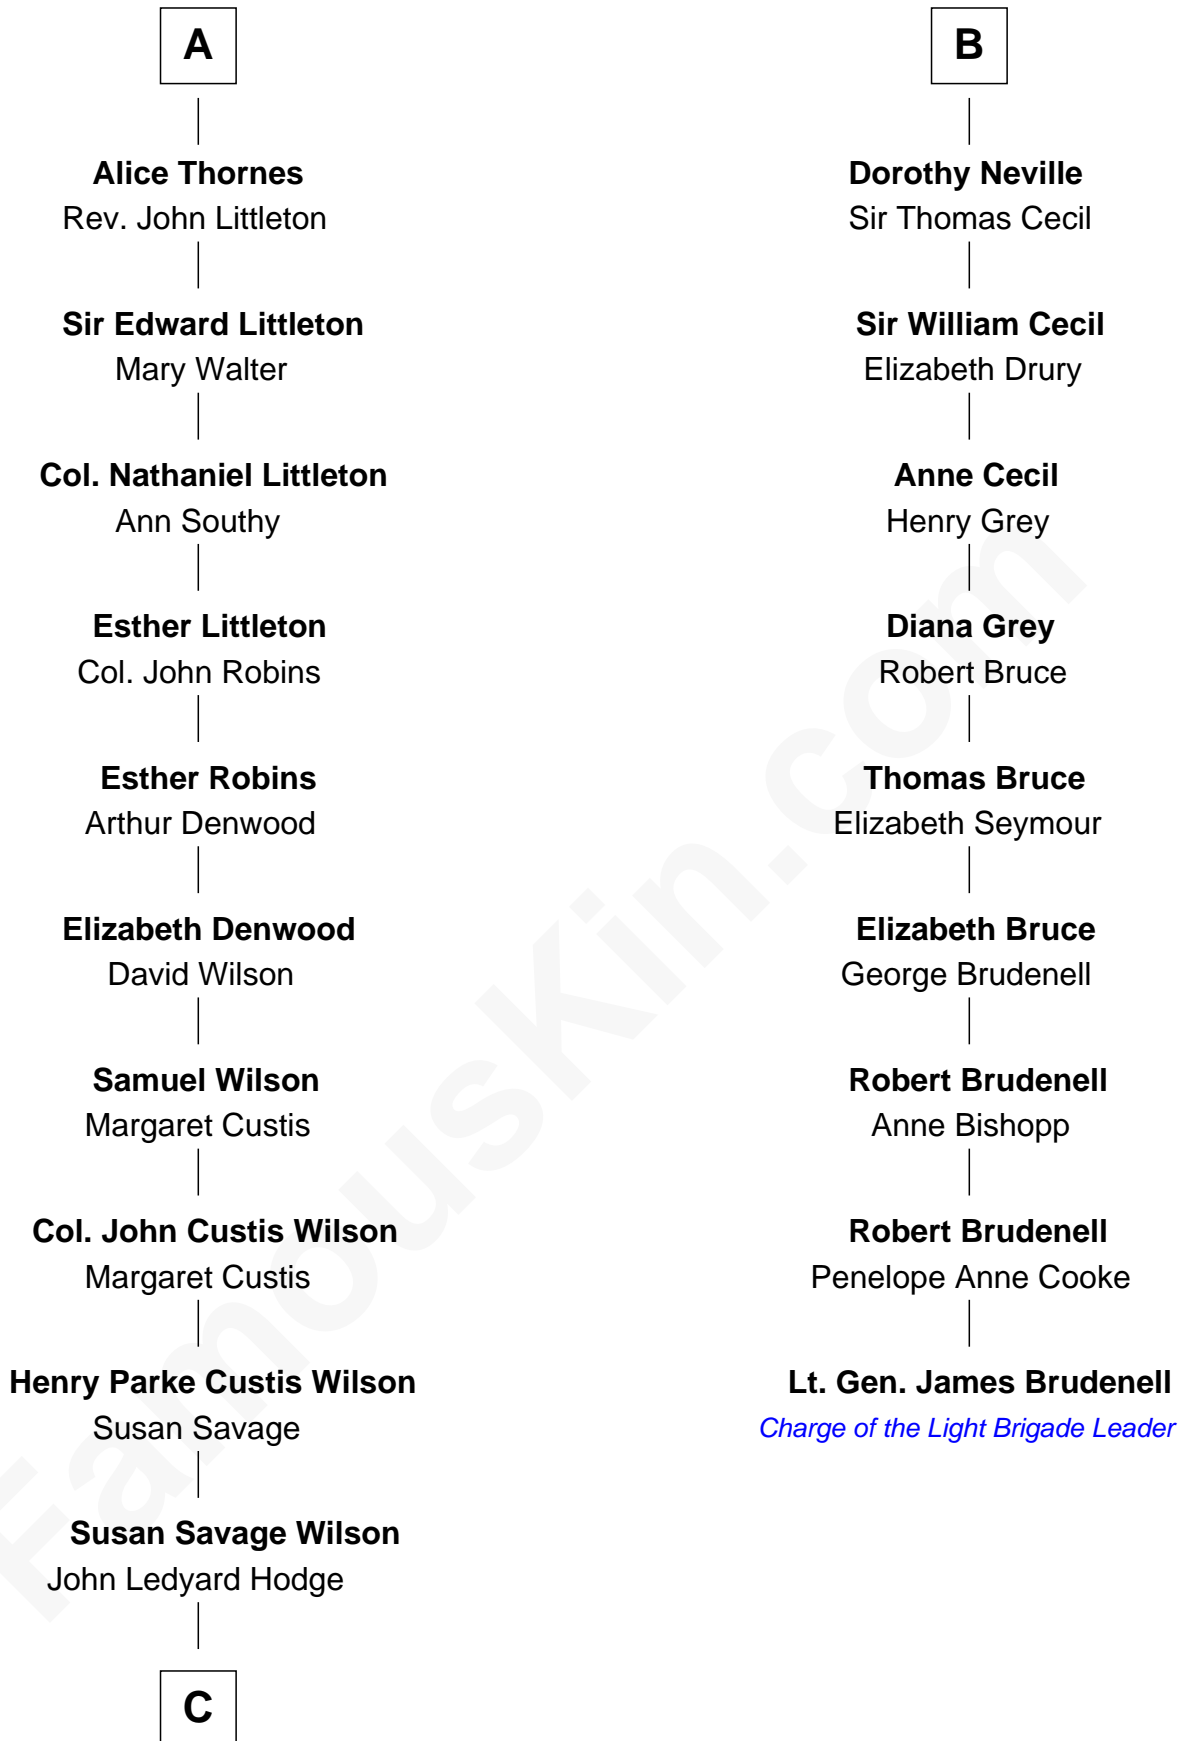 A
Alice Thornes
Rev. John Littleton
Sir Edward Littleton
Mary Walter
Col. Nathaniel Littleton
Ann Southy
Esther Littleton
Col. John Robins
Esther Robins
Arthur Denwood
Elizabeth Denwood
David Wilson
Samuel Wilson
Margaret Custis
Col. John Custis Wilson
Margaret Custis
Henry Parke Custis Wilson
Susan Savage
Susan Savage Wilson
John Ledyard Hodge
C
B
Dorothy Neville
Sir Thomas Cecil
Sir William Cecil
Elizabeth Drury
Anne Cecil
Henry Grey
Diana Grey
Robert Bruce
Thomas Bruce
Elizabeth Seymour
Elizabeth Bruce
George Brudenell
Robert Brudenell
Anne Bishopp
Robert Brudenell
Penelope Anne Cooke
Lt. Gen. James Brudenell
Charge of the Light Brigade Leader
FamousKin.com